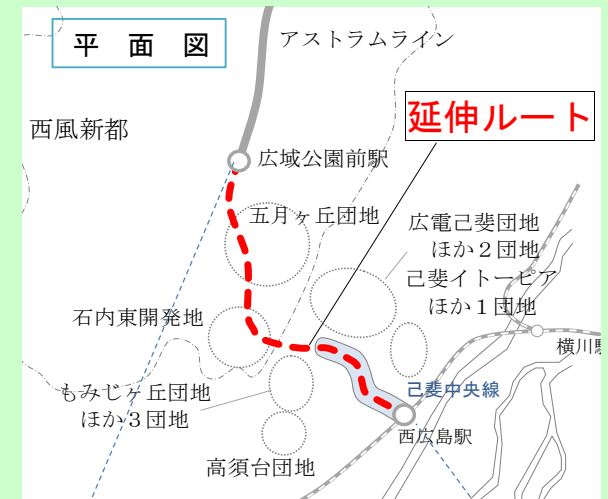 平面図
アストラムライン
西風新都
延伸ルート
広域公園前駅
五月ヶ丘団地
広電己斐団地
ほか２団地
己斐イトーピア
ほか１団地
石内東開発地
横川駅
もみじヶ丘団地
ほか３団地
己斐中央線
西広島駅
高須台団地